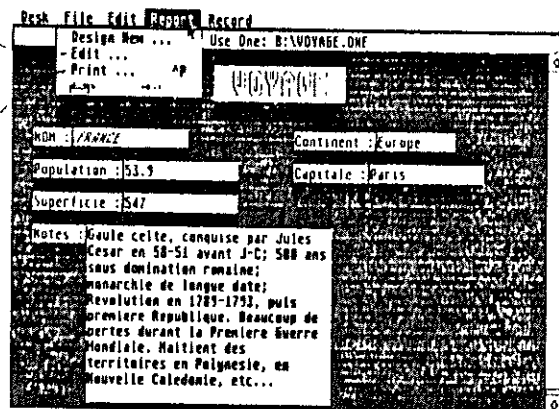 Desk File Edit Report Record
Design New ...
Edit ...
Print ... ^P
Use One: B:\VOYAGE.ONE
VOYAGE
NOM : FRANCE
Continent : Europe
Population : 53.9
Capitale : Paris
Superficie : 547
Notes : Gaule celte, conquise par Jules
Cesar en 58-51 avant J-C; 500 ans
sous domination romaine;
monarchie de longue date;
Revolution en 1789-1793, puis
premiere Republique. Beaucoup de
pertes durant la Premiere Guerre
Mondiale. Maitient des
territoires en Polynesie, en
Nouvelle Caledonie, etc...